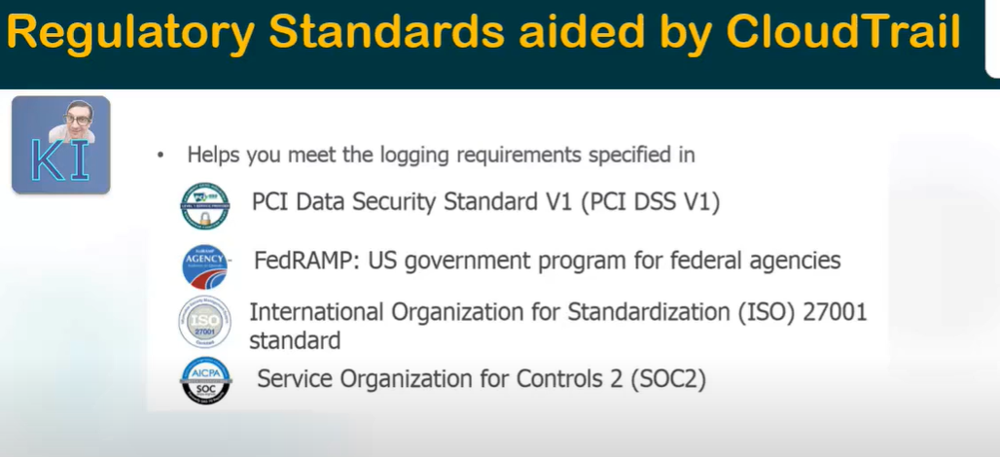 Regulatory Standards aided by CloudTrail
KI
• Helps you meet the logging requirements specified in
PCI Data Security Standard V1 (PCI DSS V1)
AGENCY
FedRAMP: US government program for federal agencies
ISO
27001
International Organization for Standardization (ISO) 27001
standard
AICPA
SOC
Service Organization for Controls 2 (SOC2)